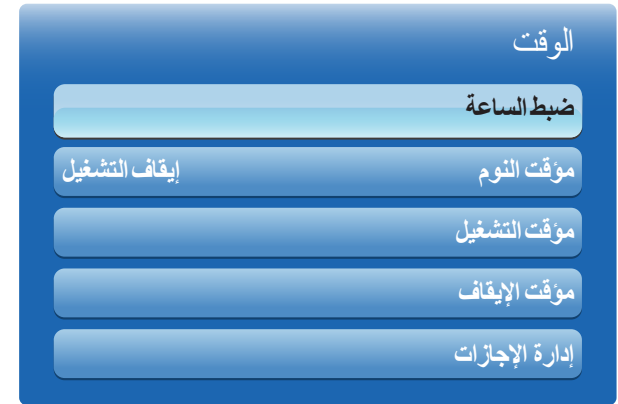 الوقت
ضبط الساعة
مؤقت النوم إيقاف التشغيل
مؤقت التشغيل
مؤقت الإيقاف
إدارة الإجازات